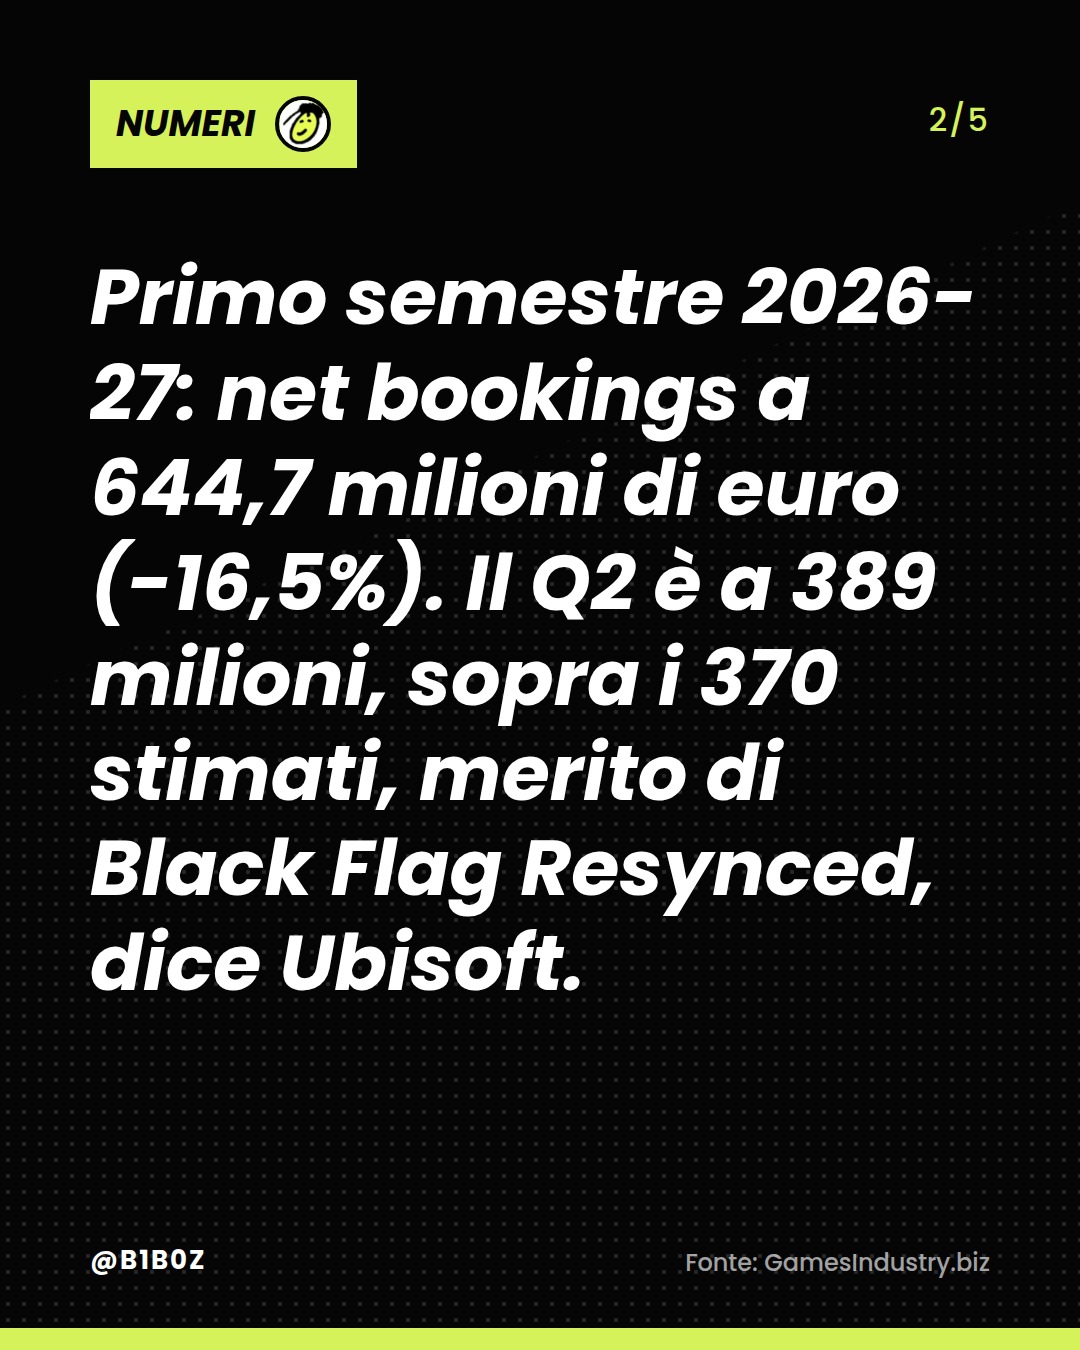 NUMERI
2/5
Primo semestre 2026-
27: net bookings a
644,7 milioni di euro
(-16,5%). Il Q2 è a 389
milioni, sopra i 370
stimati, merito di
Black Flag Resynced,
dice Ubisoft.
@B1B0Z
Fonte: GamesIndustry.biz